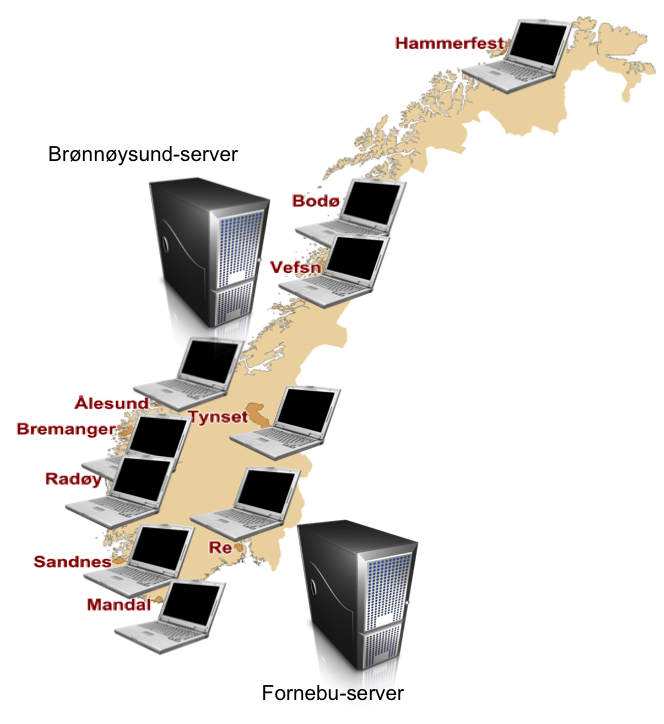 Hammerfest
Brønnøysund-server
Bodø
Vefsn
Ålesund
Tynset
Bremanger
Radøy
Re
Sandnes
Mandal
Fornebu-server